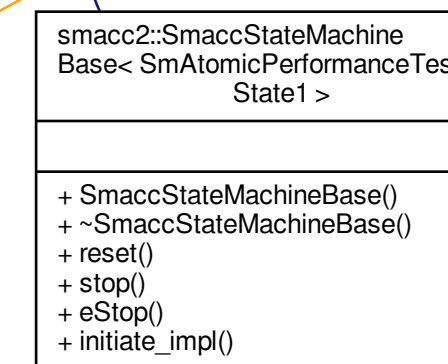 smacc2::SmaccStateMachine
Base< SmAtomicPerformanceTes
State1 >
+ SmaccStateMachineBase()
+ ~SmaccStateMachineBase()
+ reset()
+ stop()
+ eStop()
+ initiate_impl()